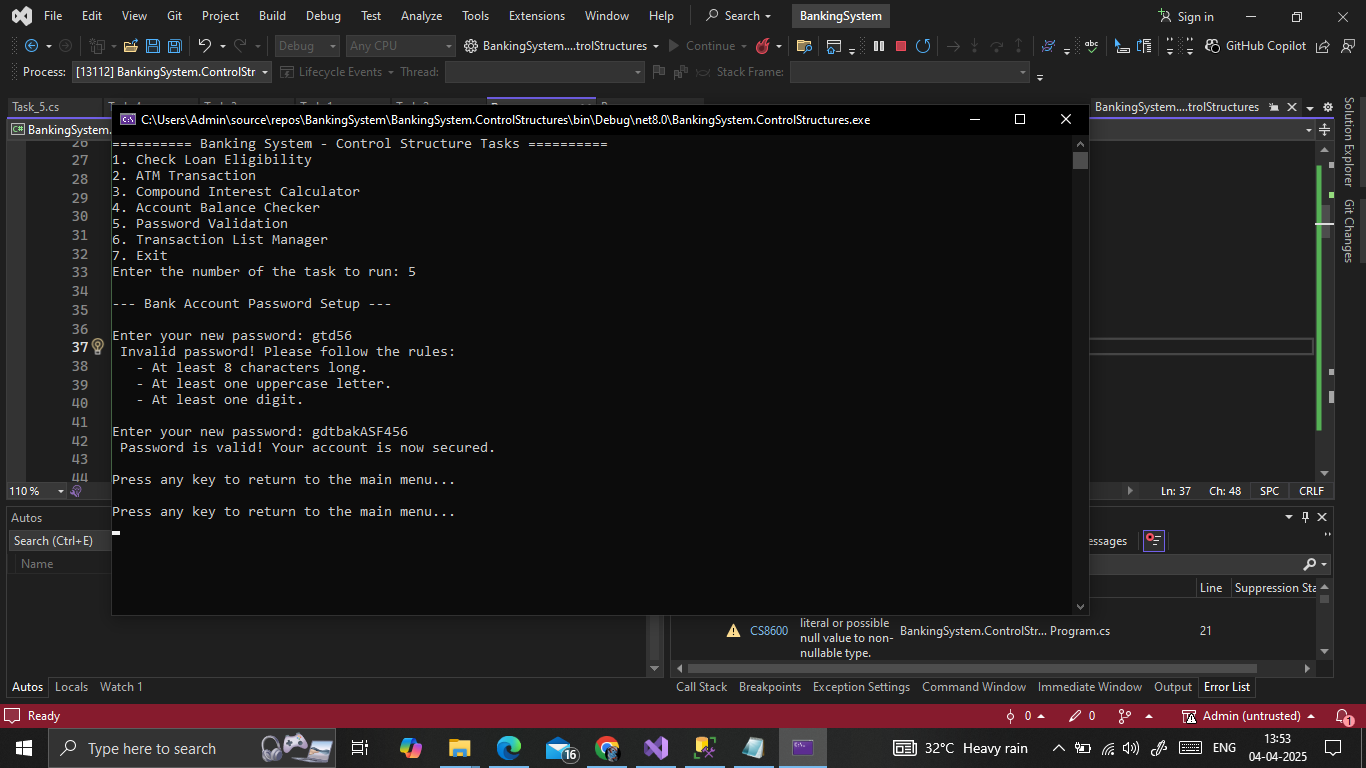 File Edit View Git Project Build Debug Test Analyze Tools Extensions Window Help Search BankingSystem Sign in
Debug Any CPU BankingSystem....trolStructures Continue GitHub Copilot
Process: [13112] BankingSystem.ControlStr Lifecycle Events Thread: Stack Frame:
Task_5.cs BankingSystem....trolStructures
BankingSystem.
C:\Users\Admin\source\repos\BankingSystem\BankingSystem.ControlStructures\bin\Debug\net8.0\BankingSystem.ControlStructures.exe
========== Banking System - Control Structure Tasks ==========
1. Check Loan Eligibility
2. ATM Transaction
3. Compound Interest Calculator
4. Account Balance Checker
5. Password Validation
6. Transaction List Manager
7. Exit
Enter the number of the task to run: 5
--- Bank Account Password Setup ---
Enter your new password: gtd56
Invalid password! Please follow the rules:
- At least 8 characters long.
- At least one uppercase letter.
- At least one digit.
Enter your new password: gdtbakASF456
Password is valid! Your account is now secured.
Press any key to return to the main menu...
Press any key to return to the main menu...
26
27
28
29
30
31
32
33
34
35
36
37
38
39
40
41
42
43
44
Solution Explorer
Git Changes
110 % Ln: 37 Ch: 48 SPC CRLF
Autos
Search (Ctrl+E)
Name
essages
Line Suppression Sta
CS8600 literal or possible null value to non-nullable type. BankingSystem.ControlStr... Program.cs 21
Autos Locals Watch 1
Call Stack Breakpoints Exception Settings Command Window Immediate Window Output Error List
Ready 0 0 Admin (untrusted) 1
Type here to search 16 32°C Heavy rain ENG 13:53
04-04-2025